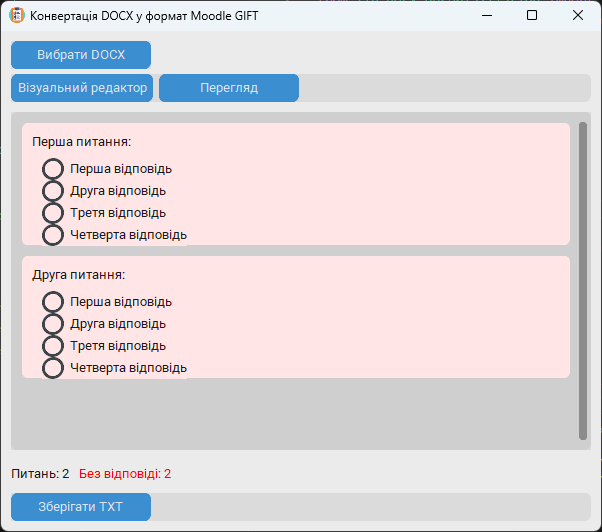 Конвертація DOCX у формат Moodle GIFT
Вибрати DOCX
Візуальний редактор Перегляд
Перша питання:
Перша відповідь
Друга відповідь
Третя відповідь
Четверта відповідь
Друга питання:
Перша відповідь
Друга відповідь
Третя відповідь
Четверта відповідь
Питань: 2 Без відповіді: 2
Зберігати TXT